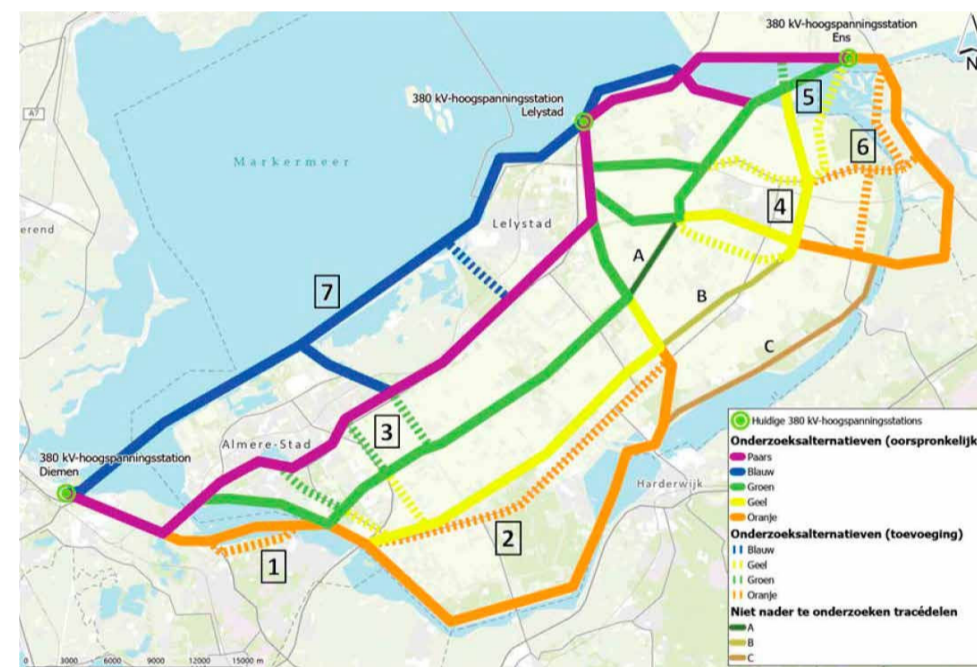 380 kV-hoogspanningsstation
Ens
N
380 kV-hoogspanningsstation
Lelystad
A7
Markermeer
5
6
erend
Lelystad
4
A
7
B
C
3
Almere-Stad
380 kV-hoogspanningsstation
Diemen
Harderwijk
2
1
Huidige 380 kV-hoogspanningsstations
Onderzoeksalternatieven (oorspronkelijk
Paars
Blauw
Groen
Geel
Oranje
Onderzoeksalternatieven (toevoeging)
Blauw
Geel
Groen
Oranje
Niet nader te onderzoeken tracédelen
A
B
C
0 3000 6000 9000 12000 15000 m